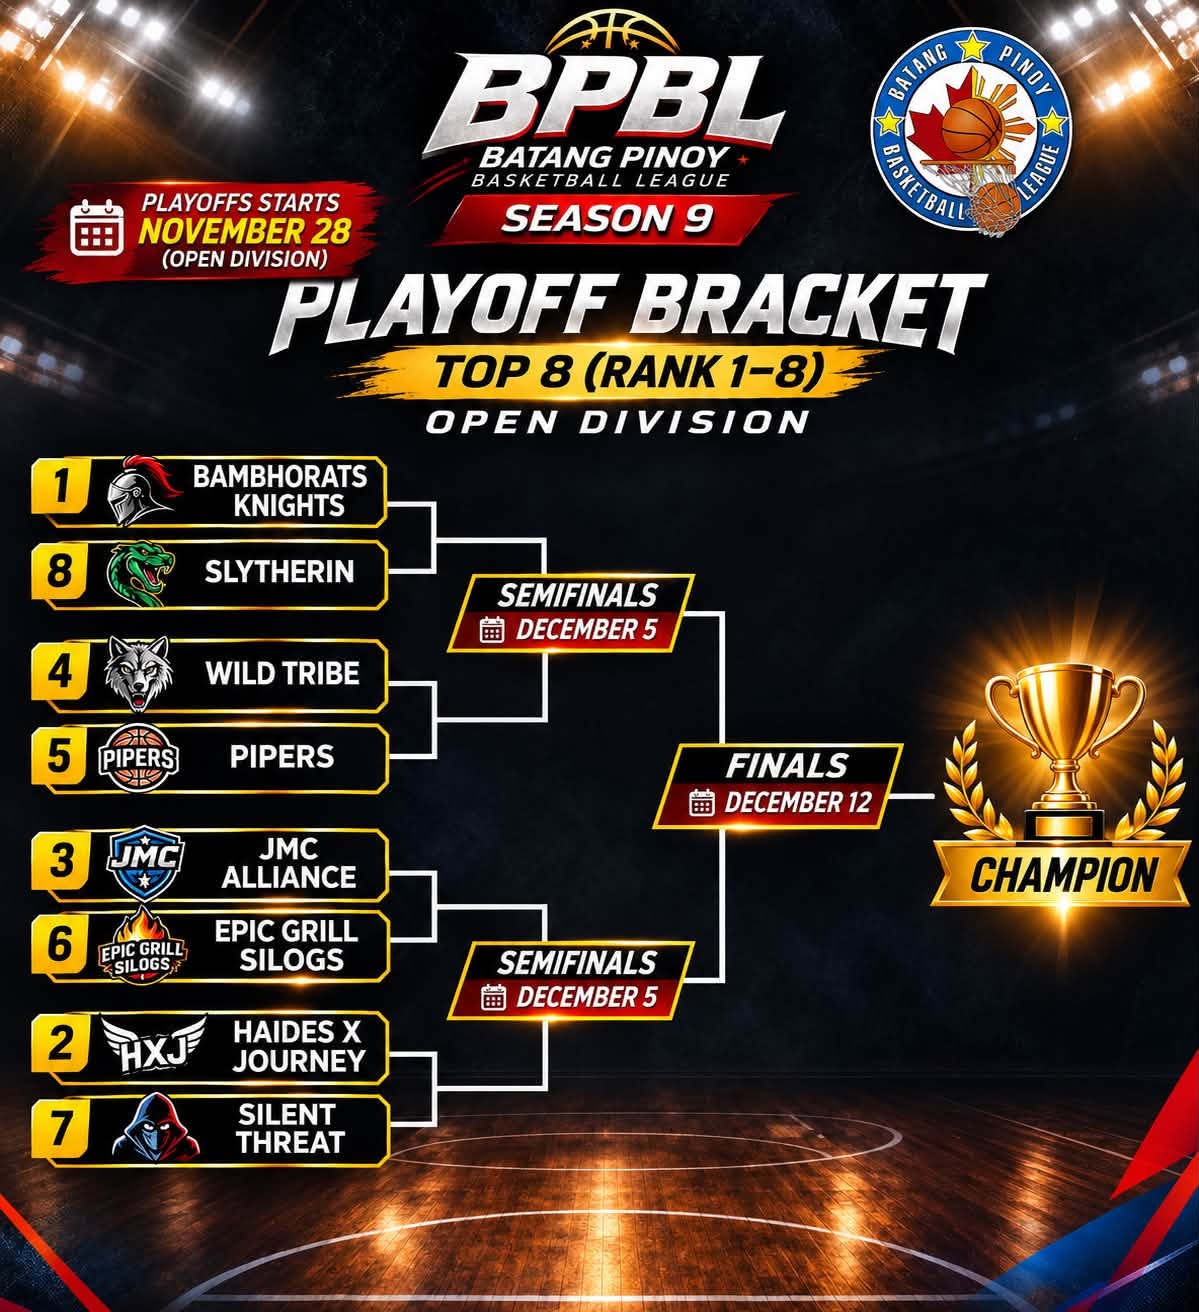 BPBL
BATANG PINOY
BASKETBALL LEAGUE
SEASON 9
BATANG PINOY
BASKETBALL LEAGUE
PLAYOFFS STARTS
NOVEMBER 28
(OPEN DIVISION)
PLAYOFF BRACKET
TOP 8 (RANK 1–8)
OPEN DIVISION
1
BAMBHORATS
KNIGHTS
8
SLYTHERIN
4
WILD TRIBE
5
PIPERS
PIPERS
3
JMC
JMC
ALLIANCE
6
EPIC GRILL
SILOGS
EPIC GRILL
SILOGS
2
HXJ
HAIDES X
JOURNEY
7
SILENT
THREAT
SEMIFINALS
DECEMBER 5
SEMIFINALS
DECEMBER 5
FINALS
DECEMBER 12
CHAMPION